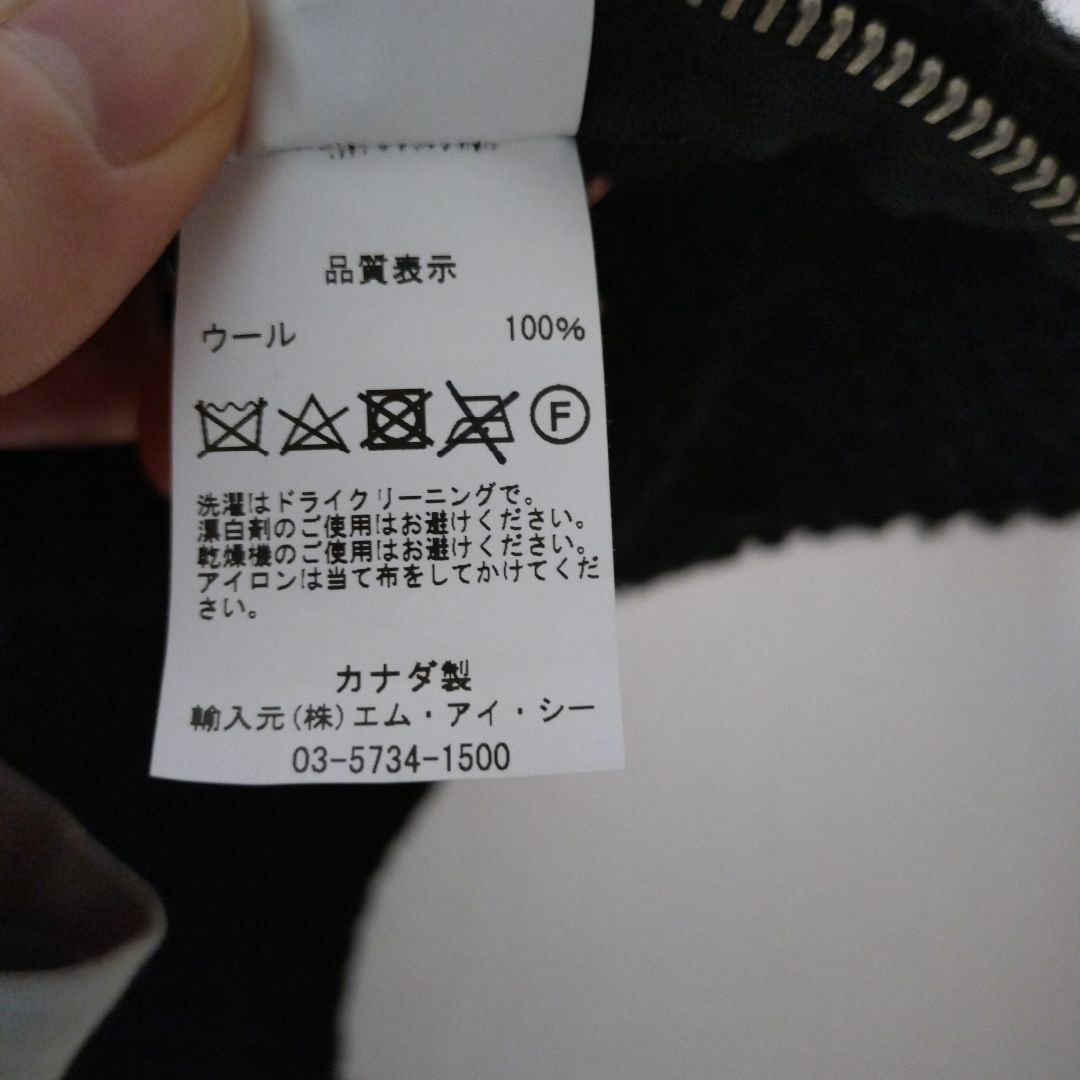 品質表示
ウール 100%
F
洗濯はドライクリーニングで。
漂白剤のご使用はお避けください。
乾燥機のご使用はお避けください。
アイロンは当て布をしてかけてくだ
さい。
カナダ製
輸入元(株)エム・アイ・シー
03-5734-1500